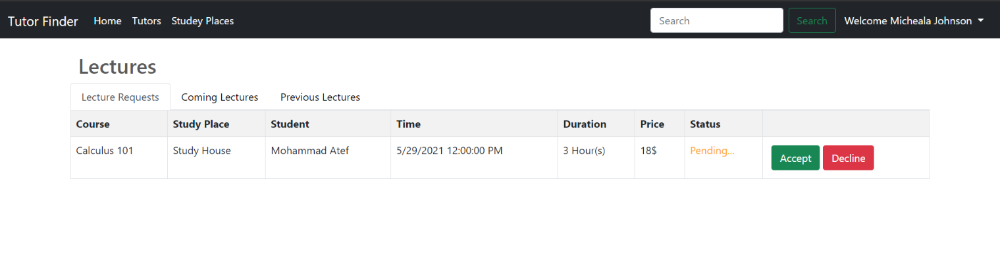 Tutor Finder Home Tutors Studey Places Search Search Welcome Micheala Johnson
Lectures
Lecture Requests Coming Lectures Previous Lectures
Course Study Place Student Time Duration Price Status
Calculus 101 Study House Mohammad Atef 5/29/2021 12:00:00 PM 3 Hour(s) 18$ Pending... Accept Decline